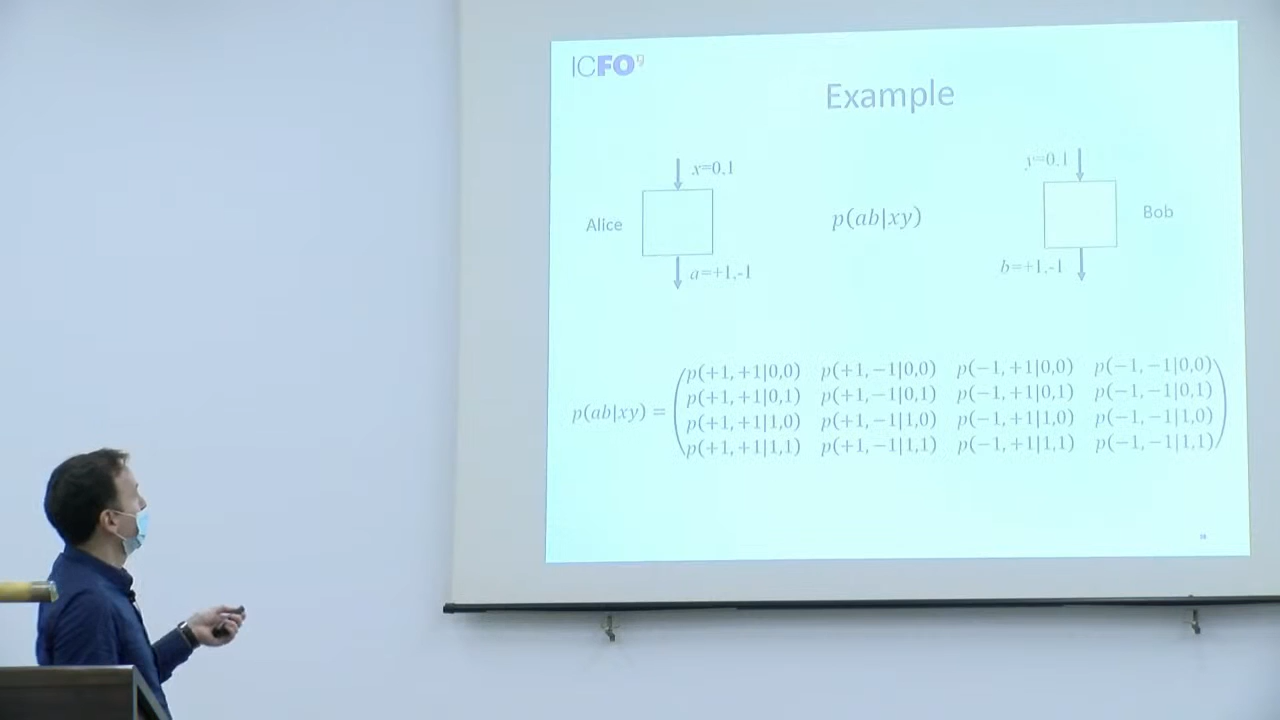 ICFO
Example
x=0.1
y=0.1
Alice
p(ab|xy)
Bob
a=+1,-1
b=+1,-1
p(ab|xy) =
p(+1,+1|0,0) p(+1,−1|0,0) p(−1,+1|0,0) p(−1,−1|0,0)
p(+1,+1|0,1) p(+1,−1|0,1) p(−1,+1|0,1) p(−1,−1|0,1)
p(+1,+1|1,0) p(+1,−1|1,0) p(−1,+1|1,0) p(−1,−1|1,0)
p(+1,+1|1,1) p(+1,−1|1,1) p(−1,+1|1,1) p(−1,−1|1,1)